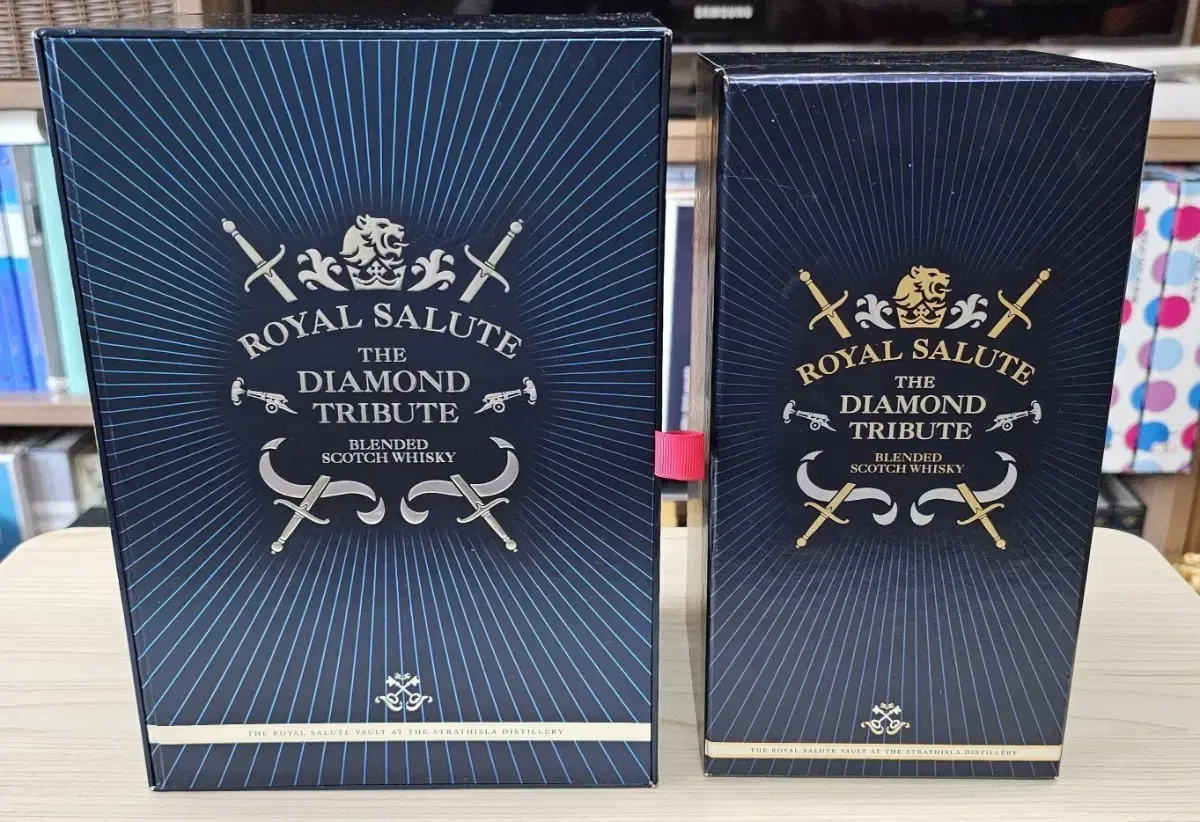 SAMSUNG
ROYAL SALUTE
THE
DIAMOND
TRIBUTE
BLENDED
SCOTCH WHISKY
THE ROYAL SALUTE VAULT AT THE STRATHISLA DISTILLERY
ROYAL SALUTE
THE
DIAMOND
TRIBUTE
BLENDED
SCOTCH WHISKY
THE ROYAL SALUTE VAULT AT THE STRATHISLA DISTILLERY